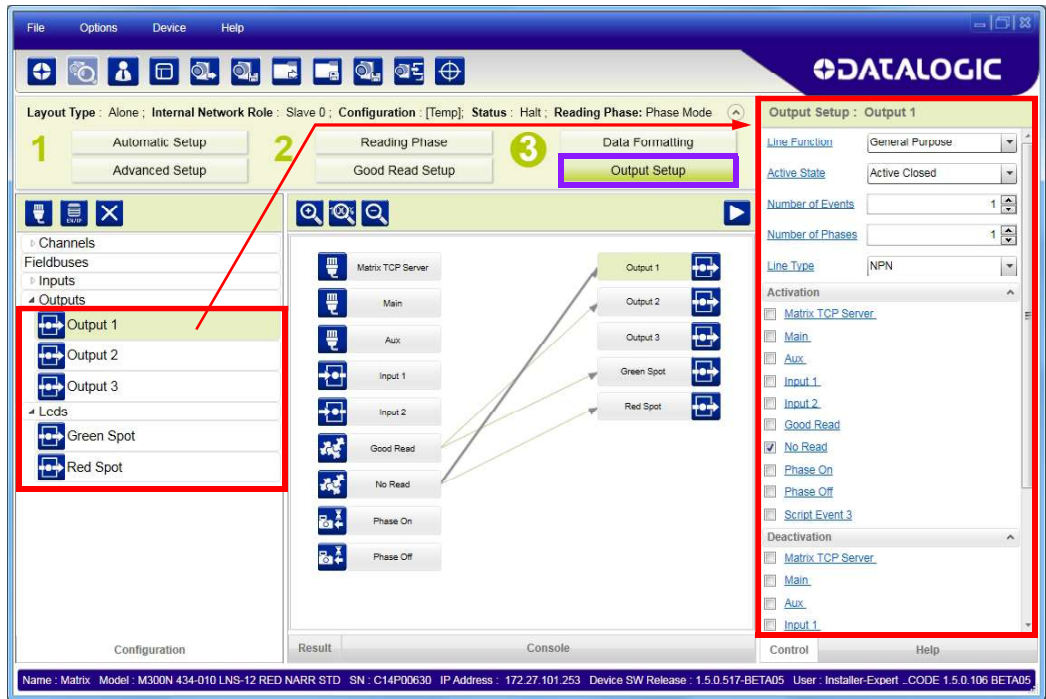 File Options Device Help
DATALOGIC
Layout Type : Alone ; Internal Network Role : Slave 0 ; Configuration : [Temp]; Status : Halt ; Reading Phase: Phase Mode
1
Automatic Setup
Advanced Setup
2
Reading Phase
Good Read Setup
3
Data Formatting
Output Setup
Channels
Fieldbuses
Inputs
Outputs
Output 1
Output 2
Output 3
Leds
Green Spot
Red Spot
Configuration
Matrix TCP Server
Main
Aux
Input 1
Input 2
Good Read
No Read
Phase On
Phase Off
Output 1
Output 2
Output 3
Green Spot
Red Spot
Result
Console
Output Setup : Output 1
Line Function General Purpose
Active State Active Closed
Number of Events 1
Number of Phases 1
Line Type NPN
Activation
Matrix TCP Server
Main
Aux
Input 1
Input 2
Good Read
No Read
Phase On
Phase Off
Script Event 3
Deactivation
Matrix TCP Server
Main
Aux
Input 1
Control Help
Name : Matrix Model : M300N 434-010 LNS-12 RED NARR STD SN : C14P00630 IP Address : 172.27.101.253 Device SW Release : 1.5.0.517-BETA05 User : Installer-Expert ..CODE 1.5.0.106 BETA05